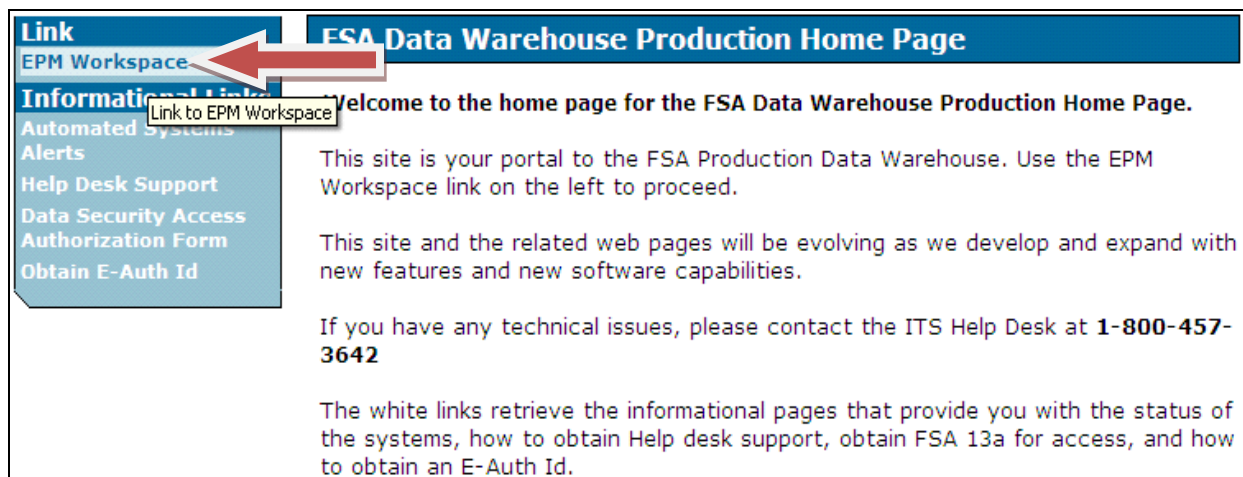 Link
EPM Workspace
Informational Links
Link to EPM Workspace
Automated Systems
Alerts
Help Desk Support
Data Security Access
Authorization Form
Obtain E-Auth Id
FSA Data Warehouse Production Home Page
Welcome to the home page for the FSA Data Warehouse Production Home Page.
This site is your portal to the FSA Production Data Warehouse. Use the EPM
Workspace link on the left to proceed.
This site and the related web pages will be evolving as we develop and expand with
new features and new software capabilities.
If you have any technical issues, please contact the ITS Help Desk at 1-800-457-
3642
The white links retrieve the informational pages that provide you with the status of
the systems, how to obtain Help desk support, obtain FSA 13a for access, and how
to obtain an E-Auth Id.